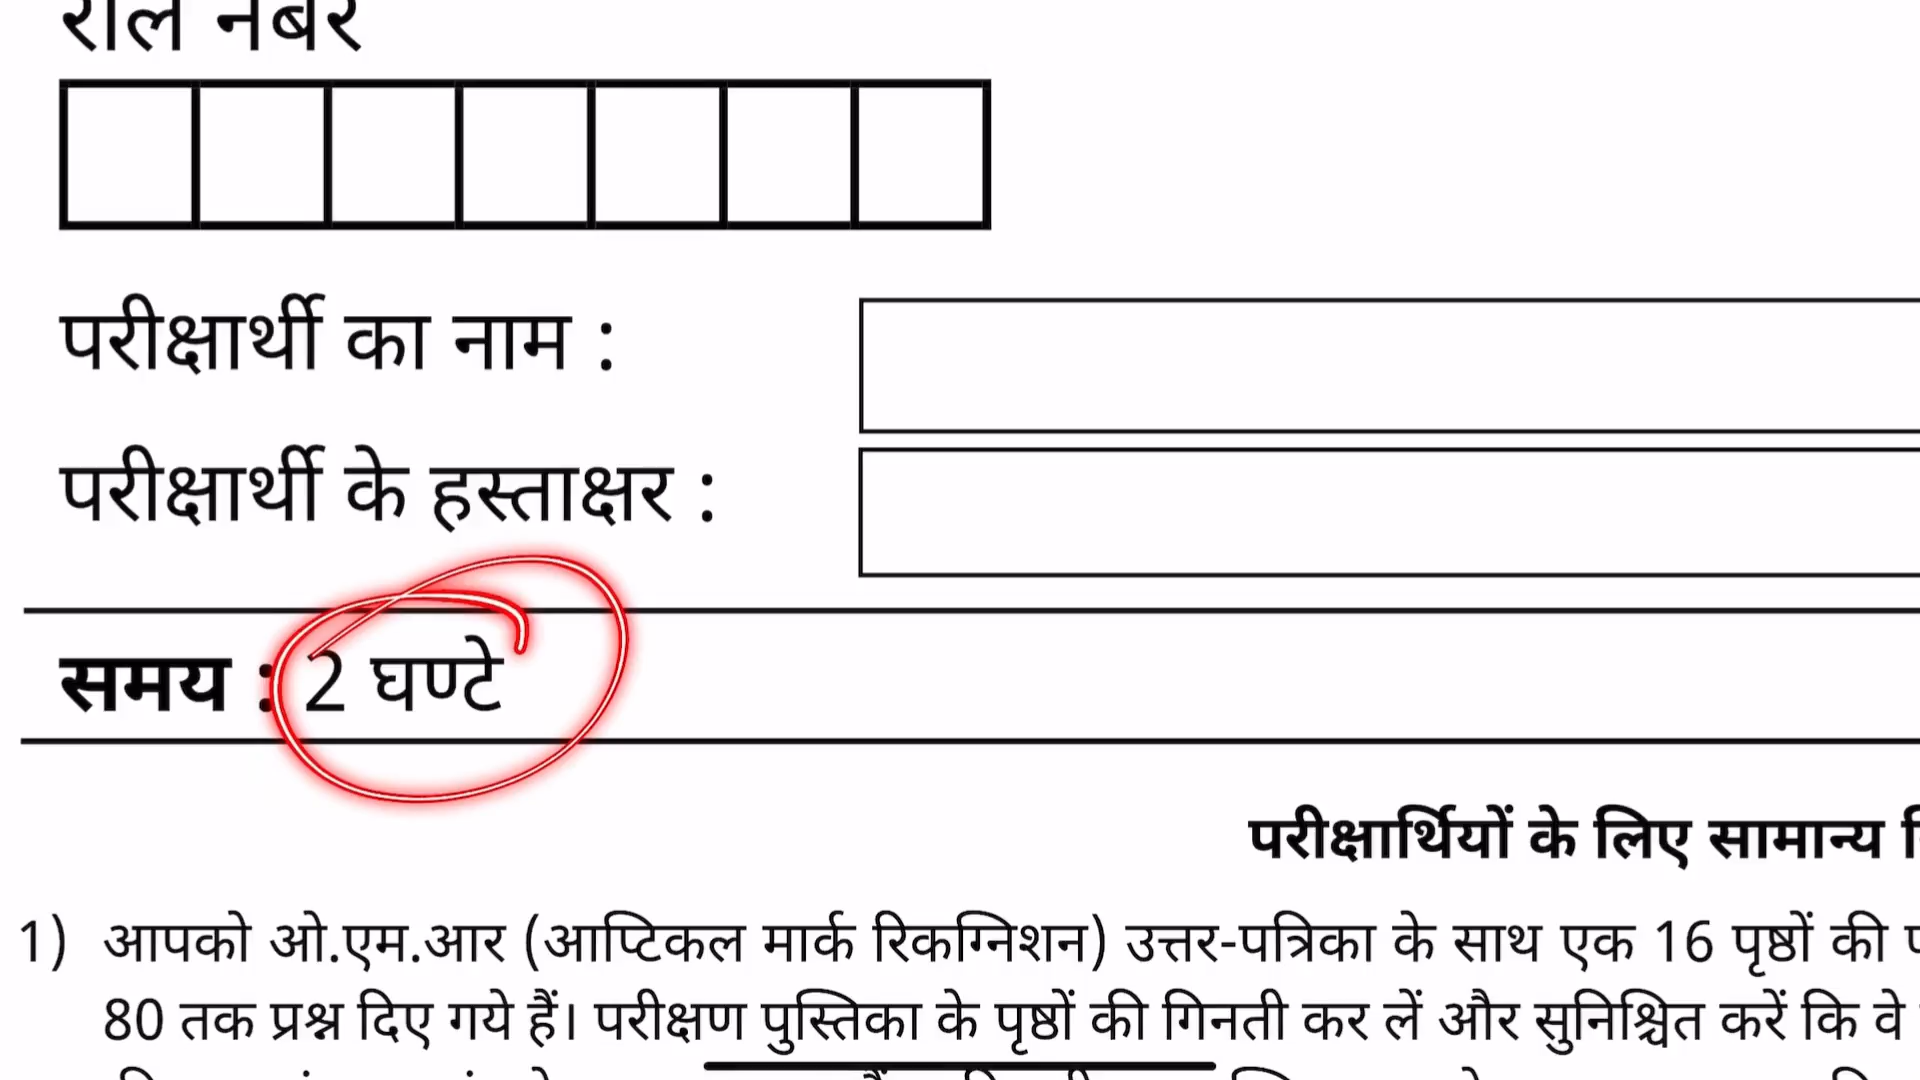 रोल नंबर
परीक्षार्थी का नाम :
परीक्षार्थी के हस्ताक्षर :
समय : 2 घण्टे
परीक्षार्थियों के लिए सामान्य
1) आपको ओ.एम.आर (आप्टिकल मार्क रिकग्निशन) उत्तर-पत्रिका के साथ एक 16 पृष्ठों की
80 तक प्रश्न दिए गये हैं। परीक्षण पुस्तिका के पृष्ठों की गिनती कर लें और सुनिश्चित करें कि वे